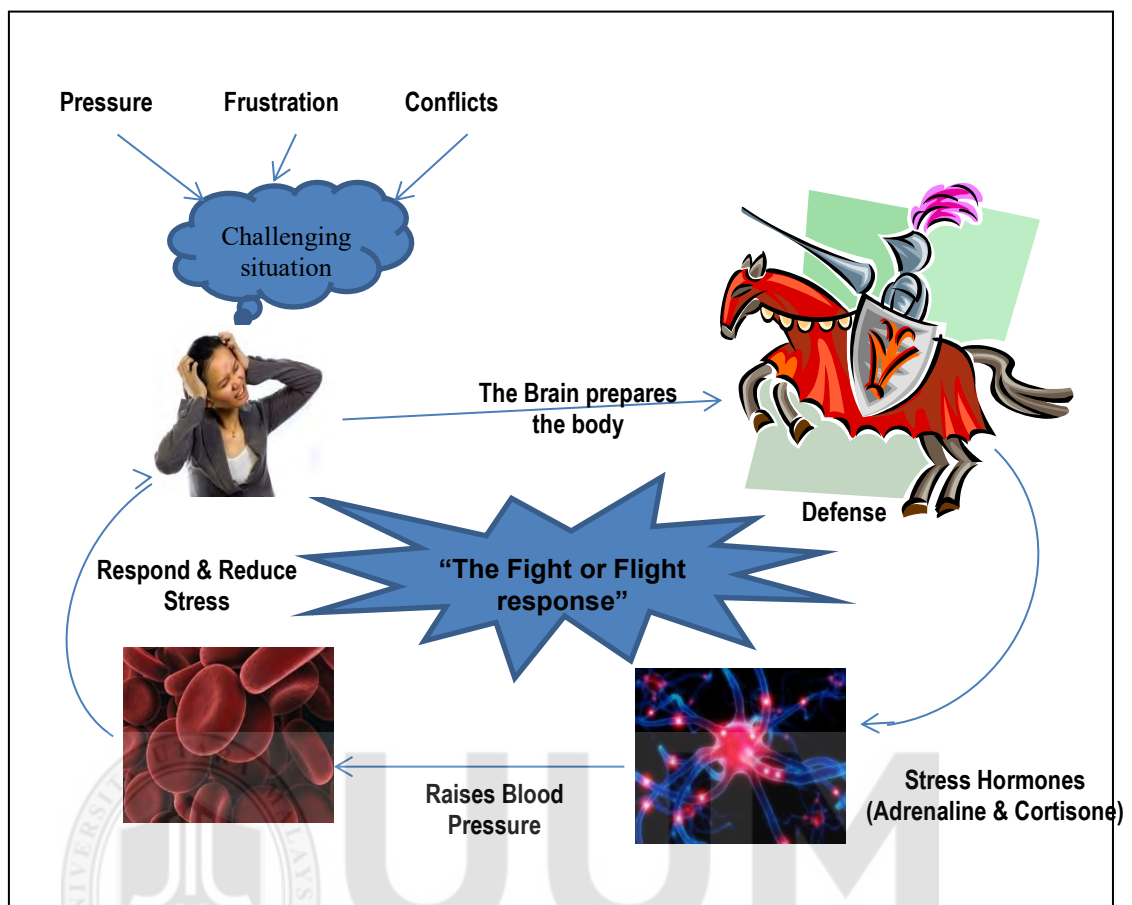 Pressure
Frustration
Conflicts
Challenging
situation
The Brain prepares
the body
Defense
“The Fight or Flight
response”
Respond & Reduce
Stress
Raises Blood
Pressure
Stress Hormones
(Adrenaline & Cortisone)
UUM